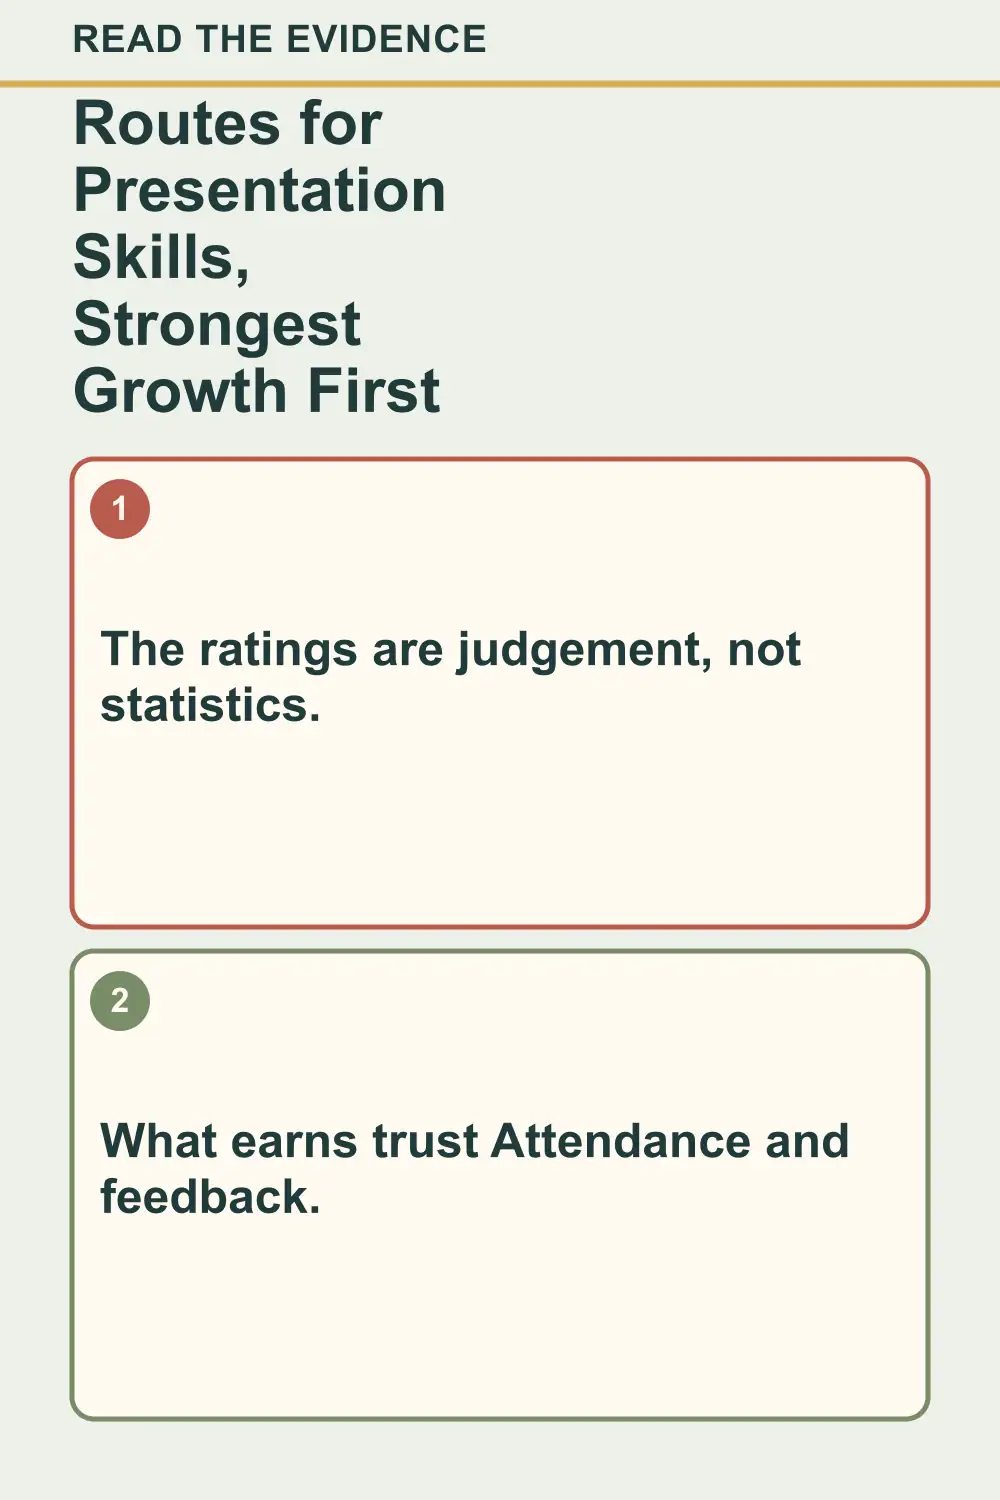 READ THE EVIDENCE
Routes for
Presentation
Skills,
Strongest
Growth First
1
The ratings are judgement, not
statistics.
2
What earns trust Attendance and
feedback.